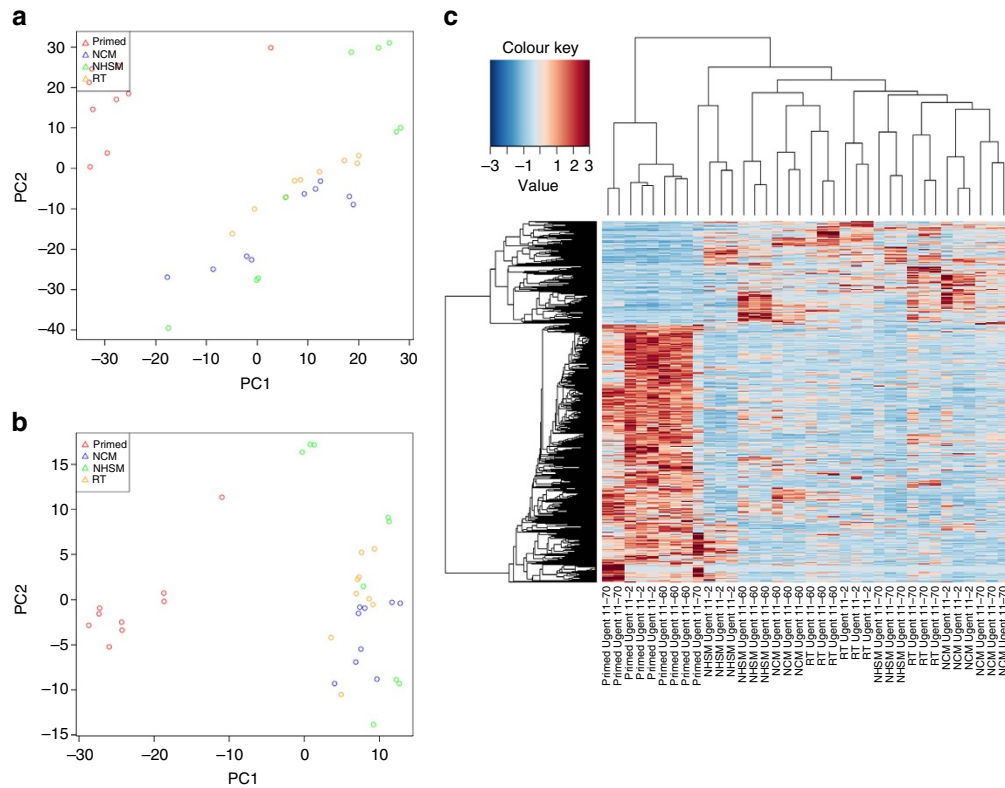 a
Primed
NCM
NHSM
RT
30
20
10
0
−10
−20
−30
−40
−30
−20
−10
0
10
20
30
PC2
PC1
b
Primed
NCM
NHSM
RT
15
10
5
0
−5
−10
−15
−30
−20
−10
0
10
PC2
PC1
c
Colour key
−3
−1
0
1
2
3
Value
Primed Ugent 11−70
Primed Ugent 11−70
Primed Ugent 11−2
Primed Ugent 11−2
Primed Ugent 11−2
Primed Ugent 11−60
Primed Ugent 11−60
Primed Ugent 11−60
Primed Ugent 11−70
NHSM Ugent 11−2
NHSM Ugent 11−2
NHSM Ugent 11−2
NHSM Ugent 11−60
NHSM Ugent 11−60
NHSM Ugent 11−60
NCM Ugent 11−60
NCM Ugent 11−60
NCM Ugent 11−60
RT Ugent 11−60
RT Ugent 11−60
RT Ugent 11−60
RT Ugent 11−2
RT Ugent 11−2
RT Ugent 11−2
NHSM Ugent 11−70
NHSM Ugent 11−70
NHSM Ugent 11−70
RT Ugent 11−70
RT Ugent 11−70
RT Ugent 11−70
NCM Ugent 11−2
NCM Ugent 11−2
NCM Ugent 11−2
NCM Ugent 11−70
NCM Ugent 11−70
NCM Ugent 11−70